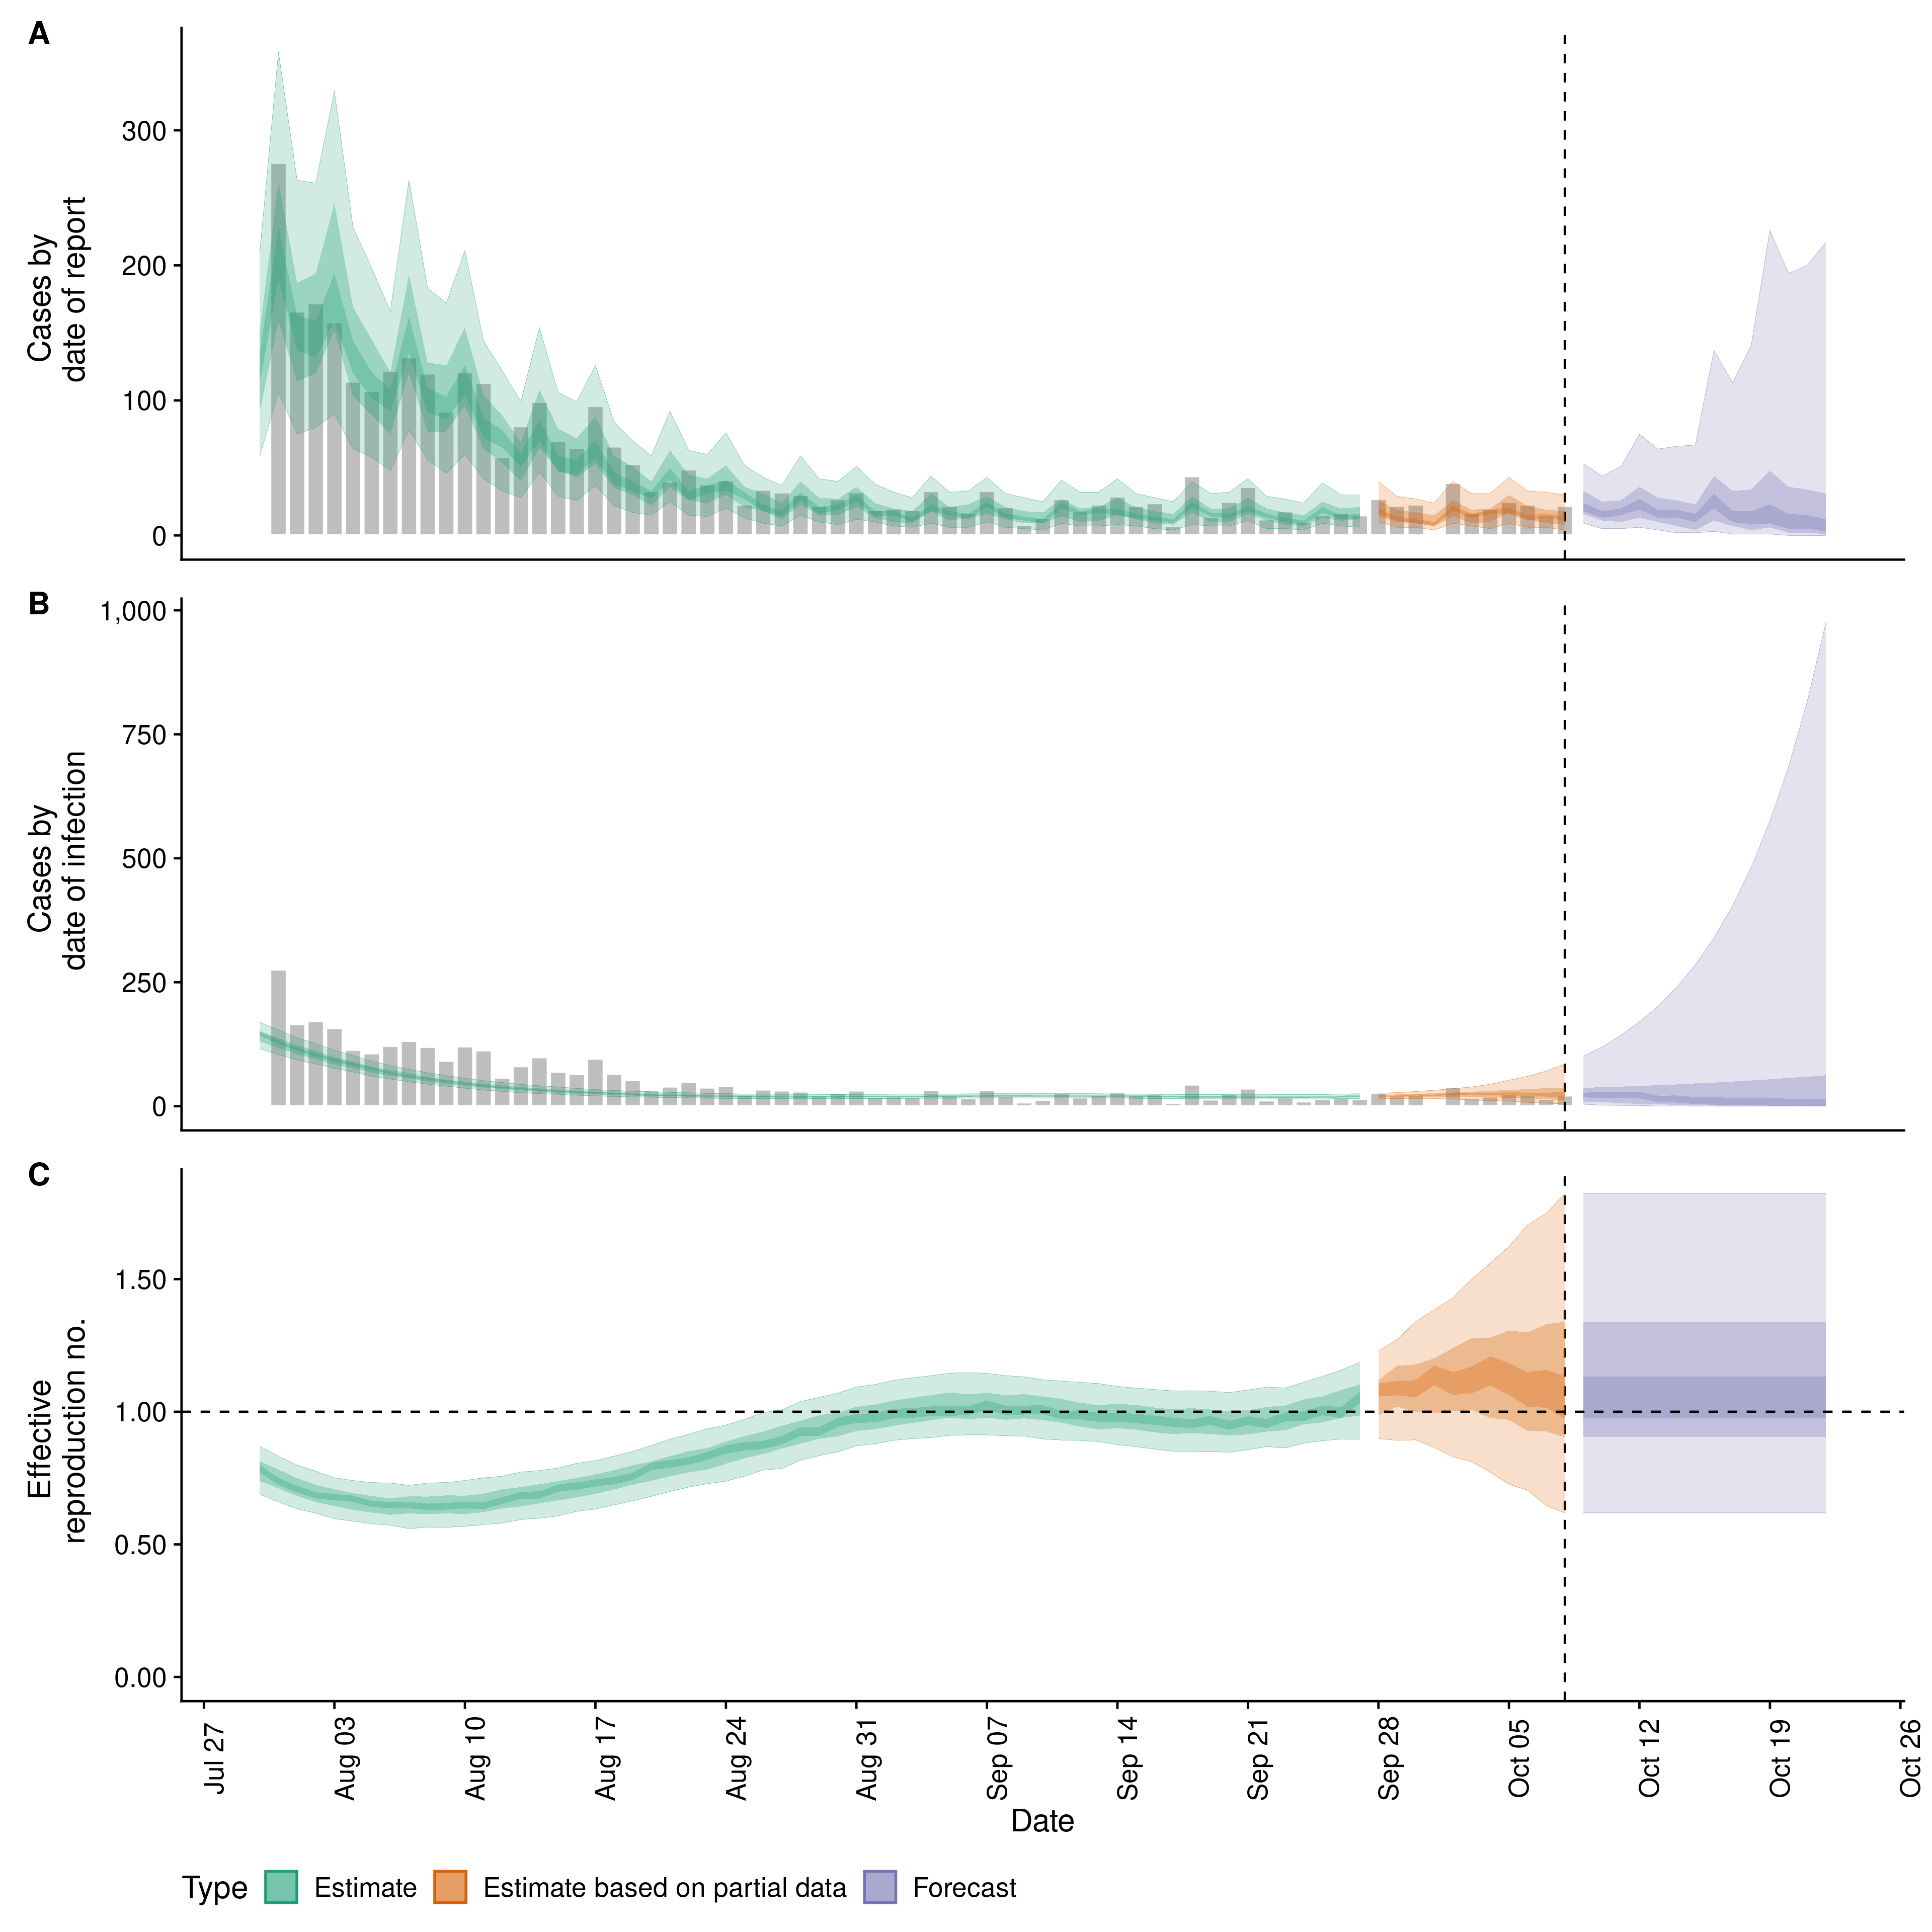 A
Cases by
date of report
300
200
100
0
B
Cases by
date of infection
1,000
750
500
250
0
C
Effective
reproduction no.
1.50
1.00
0.50
0.00
Jul 27
Aug 03
Aug 10
Aug 17
Aug 24
Aug 31
Sep 07
Sep 14
Sep 21
Sep 28
Oct 05
Oct 12
Oct 19
Oct 26
Date
Type Estimate Estimate based on partial data Forecast